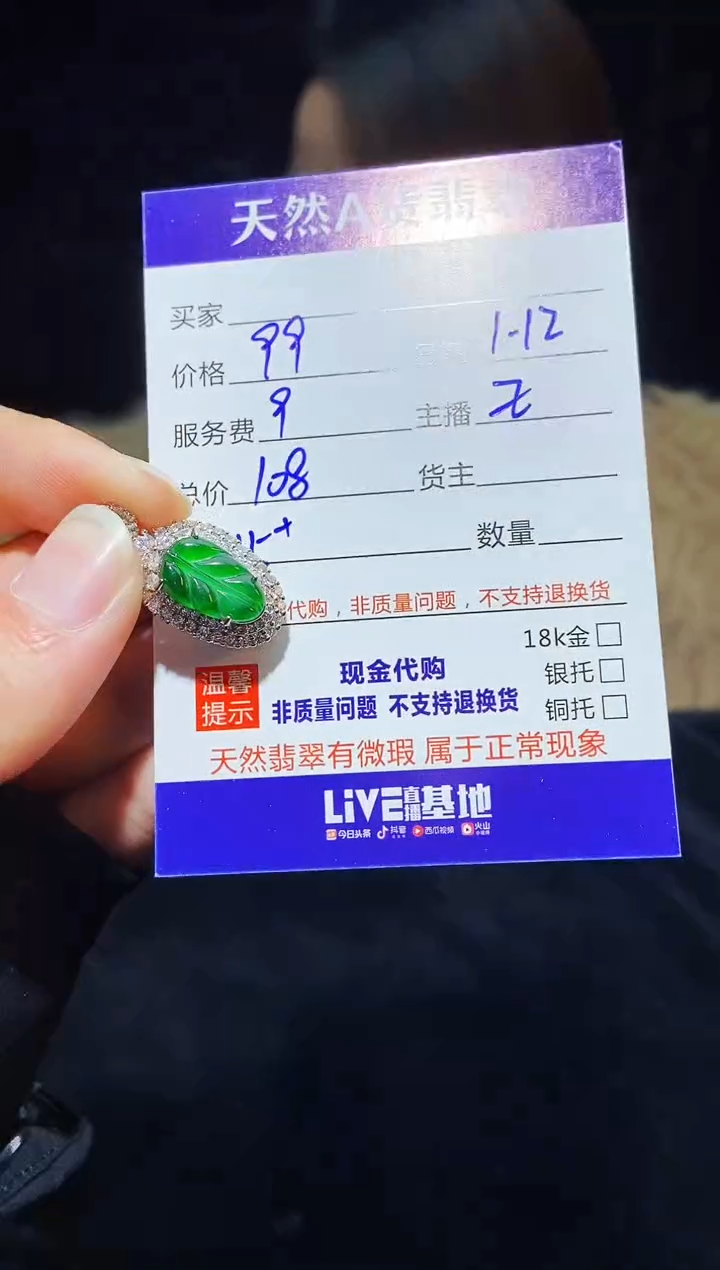 天然A货翡翠
买家
价格 99 1-12
服务费 9 主播
总价 108 货主
数量
代购，非质量问题，不支持退换货
18k金
温馨提示 现金代购 银托
非质量问题 不支持退换货 铜托
天然翡翠有微瑕 属于正常现象
LiVE直播基地
今日头条 抖音 西瓜视频 火山